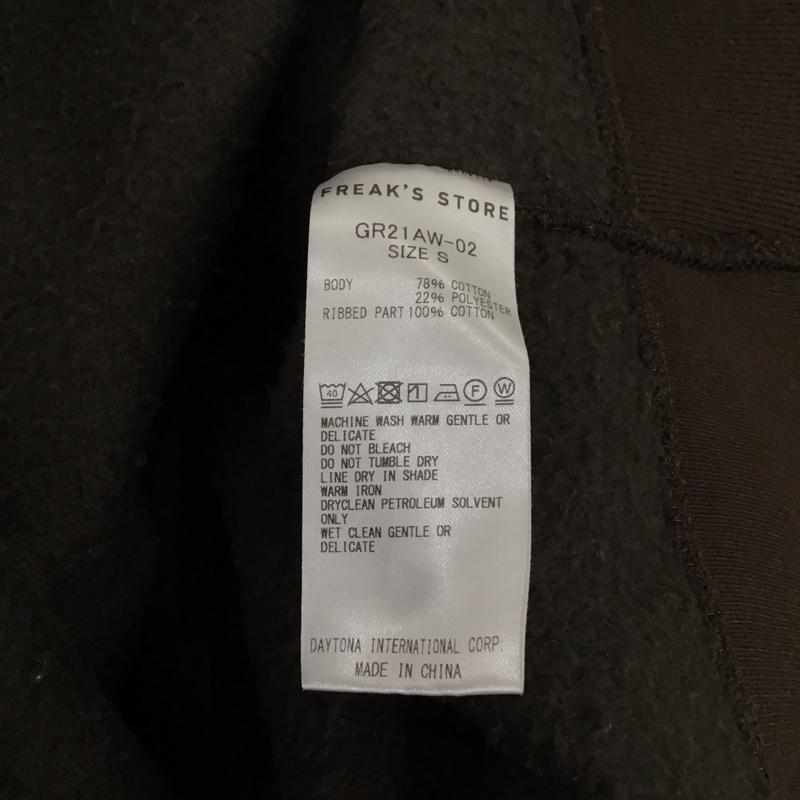 FREAK'S STORE
GR21AW-02
SIZE S
BODY 78% COTTON
22% POLYESTER
RIBBED PART 100% COTTON
40 F W
MACHINE WASH WARM GENTLE OR
DELICATE
DO NOT BLEACH
DO NOT TUMBLE DRY
LINE DRY IN SHADE
WARM IRON
DRYCLEAN PETROLEUM SOLVENT
ONLY
WET CLEAN GENTLE OR
DELICATE
DAYTONA INTERNATIONAL CORP.
MADE IN CHINA